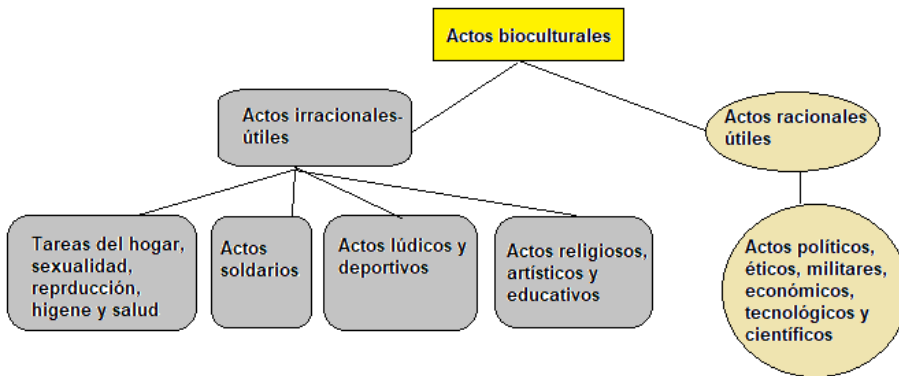 Actos bioculturales
Actos irracionales-
útiles
Actos racionales
útiles
Tareas del hogar,
sexualidad,
reprducción,
higene y salud
Actos
soldarios
Actos lúdicos y
deportivos
Actos religiosos,
artísticos y
educativos
Actos políticos,
éticos, militares,
económicos,
tecnológicos y
científicos